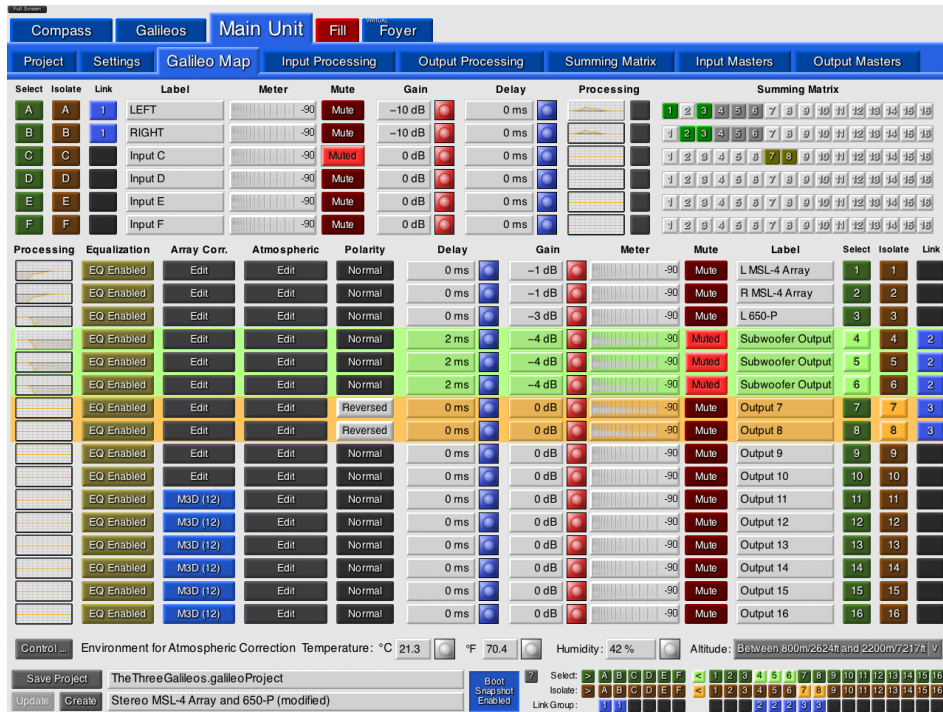 Full Screen
Compass Galileos Main Unit Fill VIRTUAL Foyer
Project Settings Galileo Map Input Processing Output Processing Summing Matrix Input Masters Output Masters
Select Isolate Link Label Meter Mute Gain Delay Processing Summing Matrix
A A 1 LEFT -90 Mute −10 dB 0 ms 1 2 3 4 5 6 7 8 9 10 11 12 13 14 15 16
B B 1 RIGHT -90 Mute −10 dB 0 ms 1 2 3 4 5 6 7 8 9 10 11 12 13 14 15 16
C C Input C -90 Muted 0 dB 0 ms 1 2 3 4 5 6 7 8 9 10 11 12 13 14 15 16
D D Input D -90 Mute 0 dB 0 ms 1 2 3 4 5 6 7 8 9 10 11 12 13 14 15 16
E E Input E -90 Mute 0 dB 0 ms 1 2 3 4 5 6 7 8 9 10 11 12 13 14 15 16
F F Input F -90 Mute 0 dB 0 ms 1 2 3 4 5 6 7 8 9 10 11 12 13 14 15 16
Processing Equalization Array Corr. Atmospheric Polarity Delay Gain Meter Mute Label Select Isolate Link
EQ Enabled Edit Edit Normal 0 ms −1 dB -90 Mute L MSL-4 Array 1 1
EQ Enabled Edit Edit Normal 0 ms −1 dB -90 Mute R MSL-4 Array 2 2
EQ Enabled Edit Edit Normal 0 ms −3 dB -90 Mute L 650-P 3 3
EQ Enabled Edit Edit Normal 2 ms −4 dB -90 Muted Subwoofer Output 4 4 2
EQ Enabled Edit Edit Normal 2 ms −4 dB -90 Muted Subwoofer Output 5 5 2
EQ Enabled Edit Edit Normal 2 ms −4 dB -90 Muted Subwoofer Output 6 6 2
EQ Enabled Edit Edit Reversed 0 ms 0 dB -90 Mute Output 7 7 7 3
EQ Enabled Edit Edit Reversed 0 ms 0 dB -90 Mute Output 8 8 8 3
EQ Enabled Edit Edit Normal 0 ms 0 dB -90 Mute Output 9 9 9
EQ Enabled Edit Edit Normal 0 ms 0 dB -90 Mute Output 10 10 10
EQ Enabled M3D (12) Edit Normal 0 ms 0 dB -90 Mute Output 11 11 11
EQ Enabled M3D (12) Edit Normal 0 ms 0 dB -90 Mute Output 12 12 12
EQ Enabled M3D (12) Edit Normal 0 ms 0 dB -90 Mute Output 13 13 13
EQ Enabled M3D (12) Edit Normal 0 ms 0 dB -90 Mute Output 14 14 14
EQ Enabled M3D (12) Edit Normal 0 ms 0 dB -90 Mute Output 15 15 15
EQ Enabled M3D (12) Edit Normal 0 ms 0 dB -90 Mute Output 16 16 16
Control ... Environment for Atmospheric Correction Temperature: °C 21.3 °F 70.4 Humidity: 42 % Altitude: Between 800m/2624ft and 2200m/7217ft V
Save Project TheThreeGalileos.galileoProject Boot Snapshot Enabled ? Select: > A B C D E F < 1 2 3 4 5 6 7 8 9 10 11 12 13 14 15 16
Update Create Stereo MSL-4 Array and 650-P (modified) Isolate: > A B C D E F < 1 2 3 4 5 6 7 8 9 10 11 12 13 14 15 16
Link Group: 1 1 2 2 2 3 3